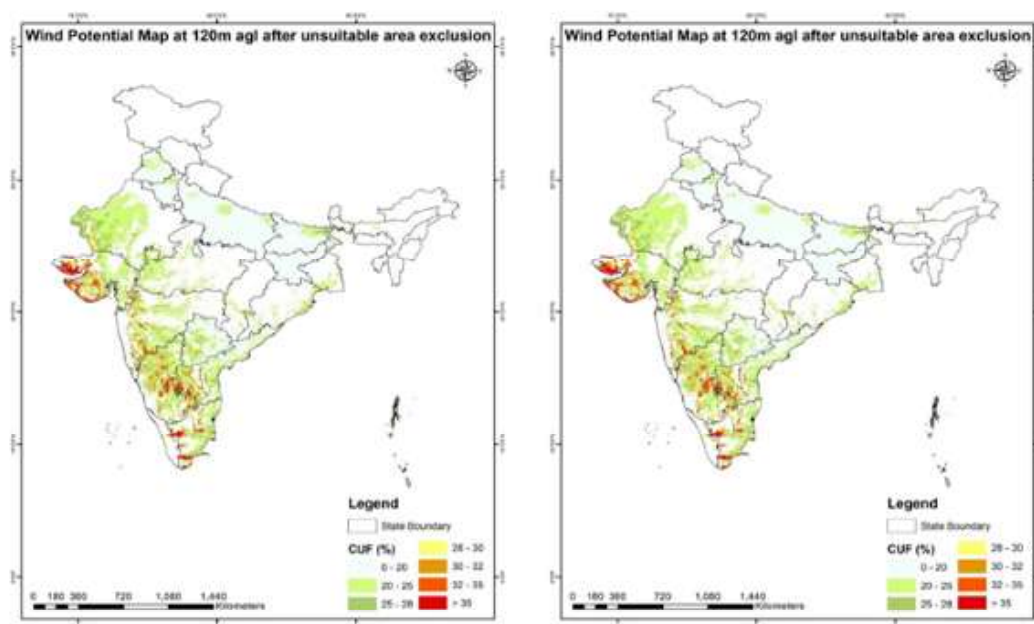 Wind Potential Map at 120m agl after unsuitable area exclusion
Legend
State Boundary
CUF (%)
0 - 20
20 - 25
25 - 28
28 - 30
30 - 32
32 - 35
> 35
0 180 360 720 1,080 1,440
Kilometers
Wind Potential Map at 120m agl after unsuitable area exclusion
Legend
State Boundary
CUF (%)
0 - 20
20 - 25
25 - 28
28 - 30
30 - 32
32 - 35
> 35
0 180 360 720 1,080 1,440
Kilometers